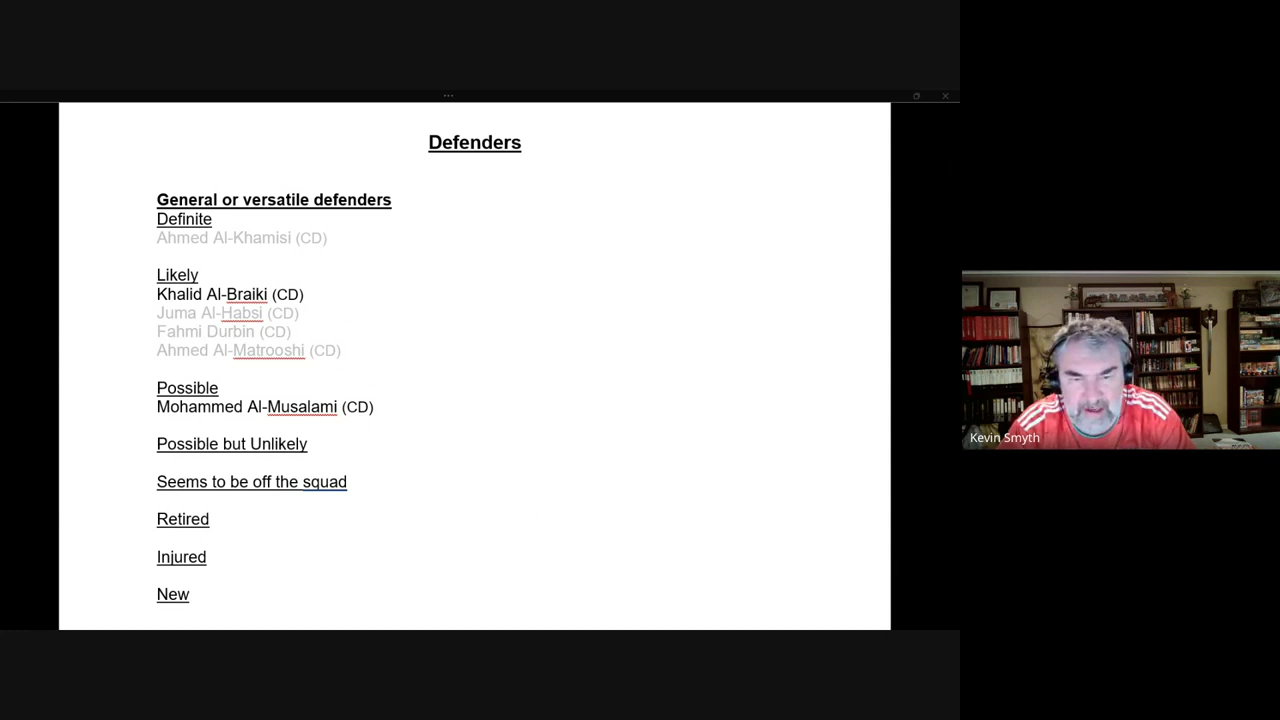 Defenders
General or versatile defenders
Definite
Ahmed Al-Khamisi (CD)
Likely
Khalid Al-Braiki (CD)
Juma Al-Habsi (CD)
Fahmi Durbin (CD)
Ahmed Al-Matrooshi (CD)
Possible
Mohammed Al-Musalami (CD)
Possible but Unlikely
Seems to be off the squad
Retired
Injured
New
Kevin Smyth